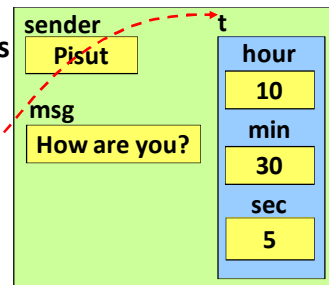 sender
t
s
Pisut
hour
10
msg
How are you?
min
30
sec
5